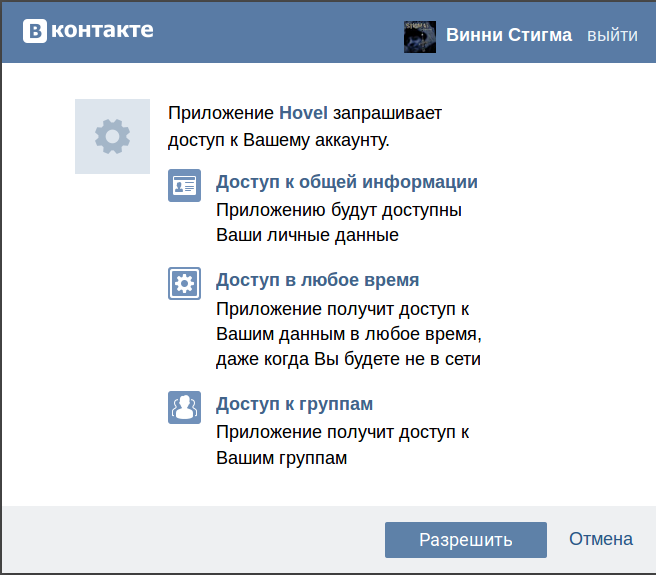 В контакте
Винни Стигма выйти
Приложение Hovel запрашивает
доступ к Вашему аккаунту.
Доступ к общей информации
Приложению будут доступны
Ваши личные данные
Доступ в любое время
Приложение получит доступ к
Вашим данным в любое время,
даже когда Вы будете не в сети
Доступ к группам
Приложение получит доступ к
Вашим группам
Разрешить Отмена